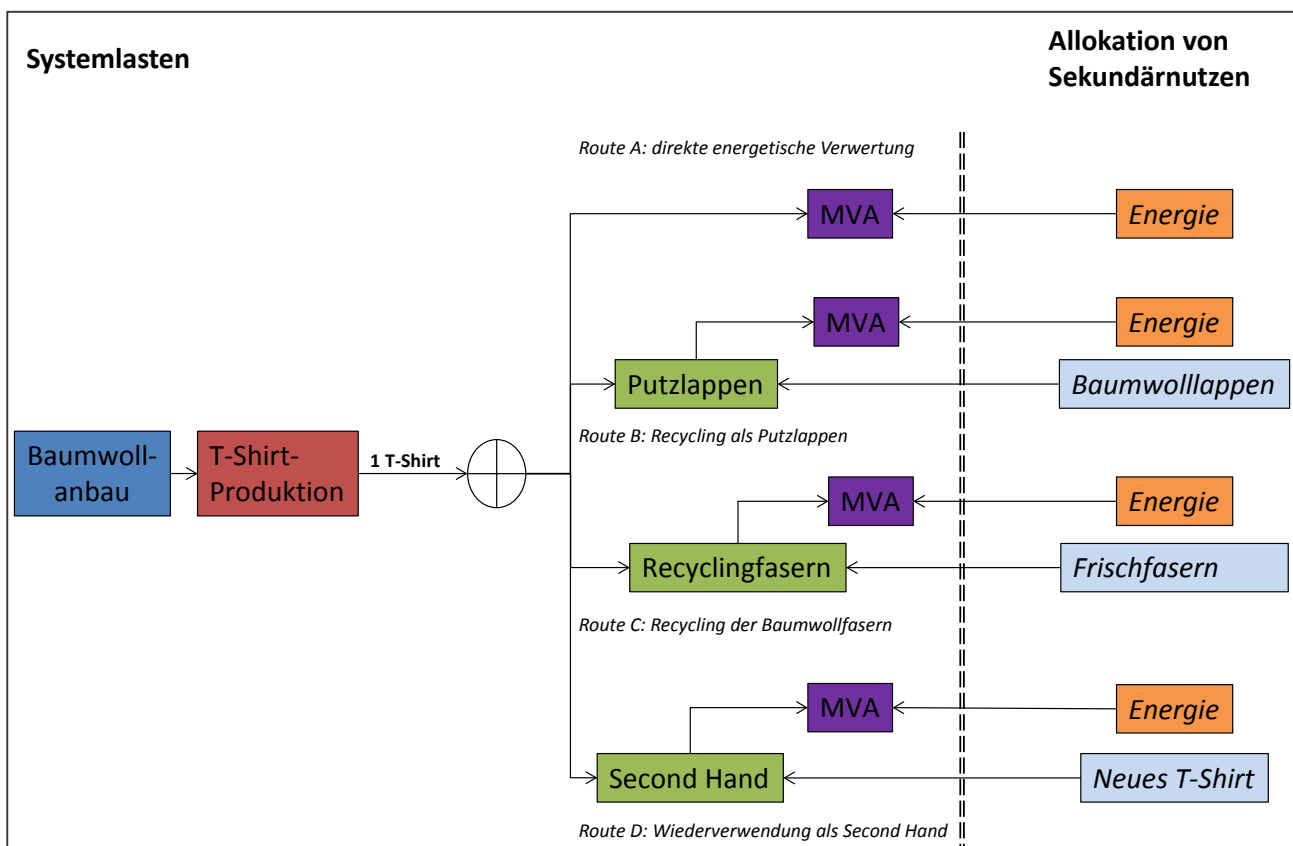 Systemlasten
Allokation von
Sekundärnutzen
Route A: direkte energetische Verwertung
MVA
Energie
MVA
Energie
Putzlappen
Baumwolllappen
Route B: Recycling als Putzlappen
Baumwoll-
anbau
T-Shirt-
Produktion
1 T-Shirt
MVA
Energie
Recyclingfasern
Frischfasern
Route C: Recycling der Baumwollfasern
MVA
Energie
Second Hand
Neues T-Shirt
Route D: Wiederverwendung als Second Hand